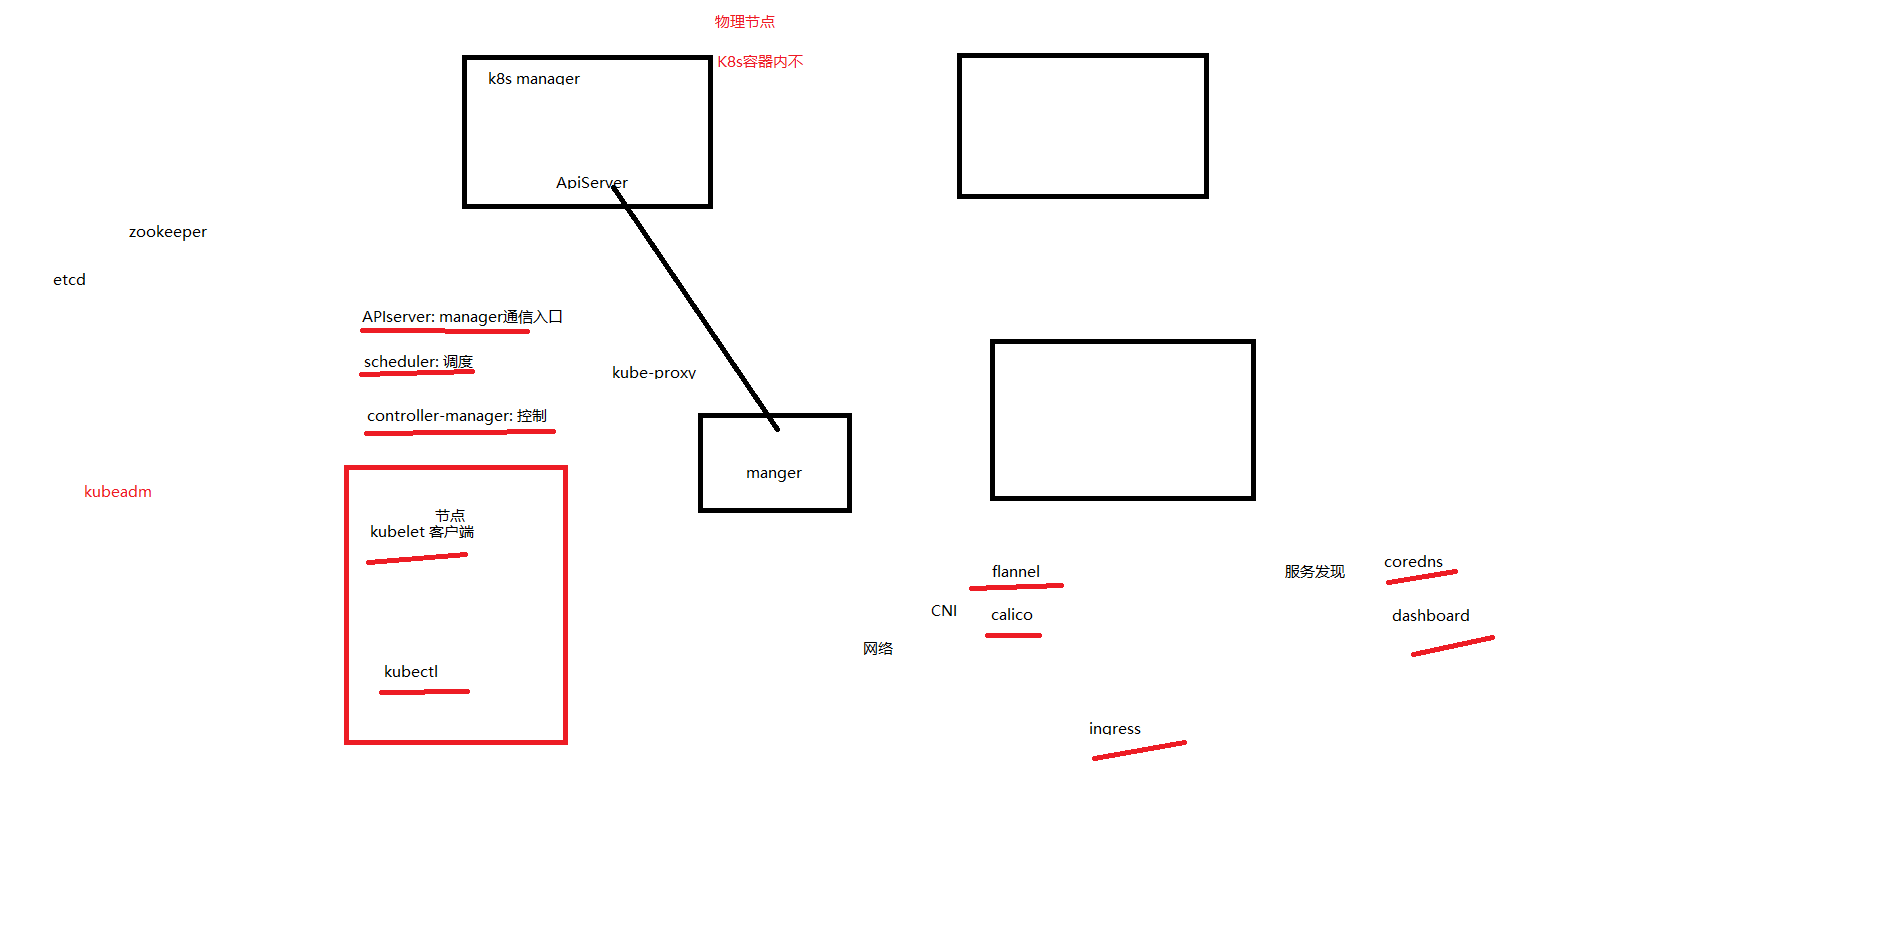 物理节点
K8s容器内不
k8s manager
ApiServer
zookeeper
etcd
APIserver: manager通信入口
scheduler: 调度
kube-proxy
controller-manager: 控制
manger
kubeadm
节点
kubelet 客户端
kubectl
flannel
CNI
calico
网络
服务发现
coredns
dashboard
ingress